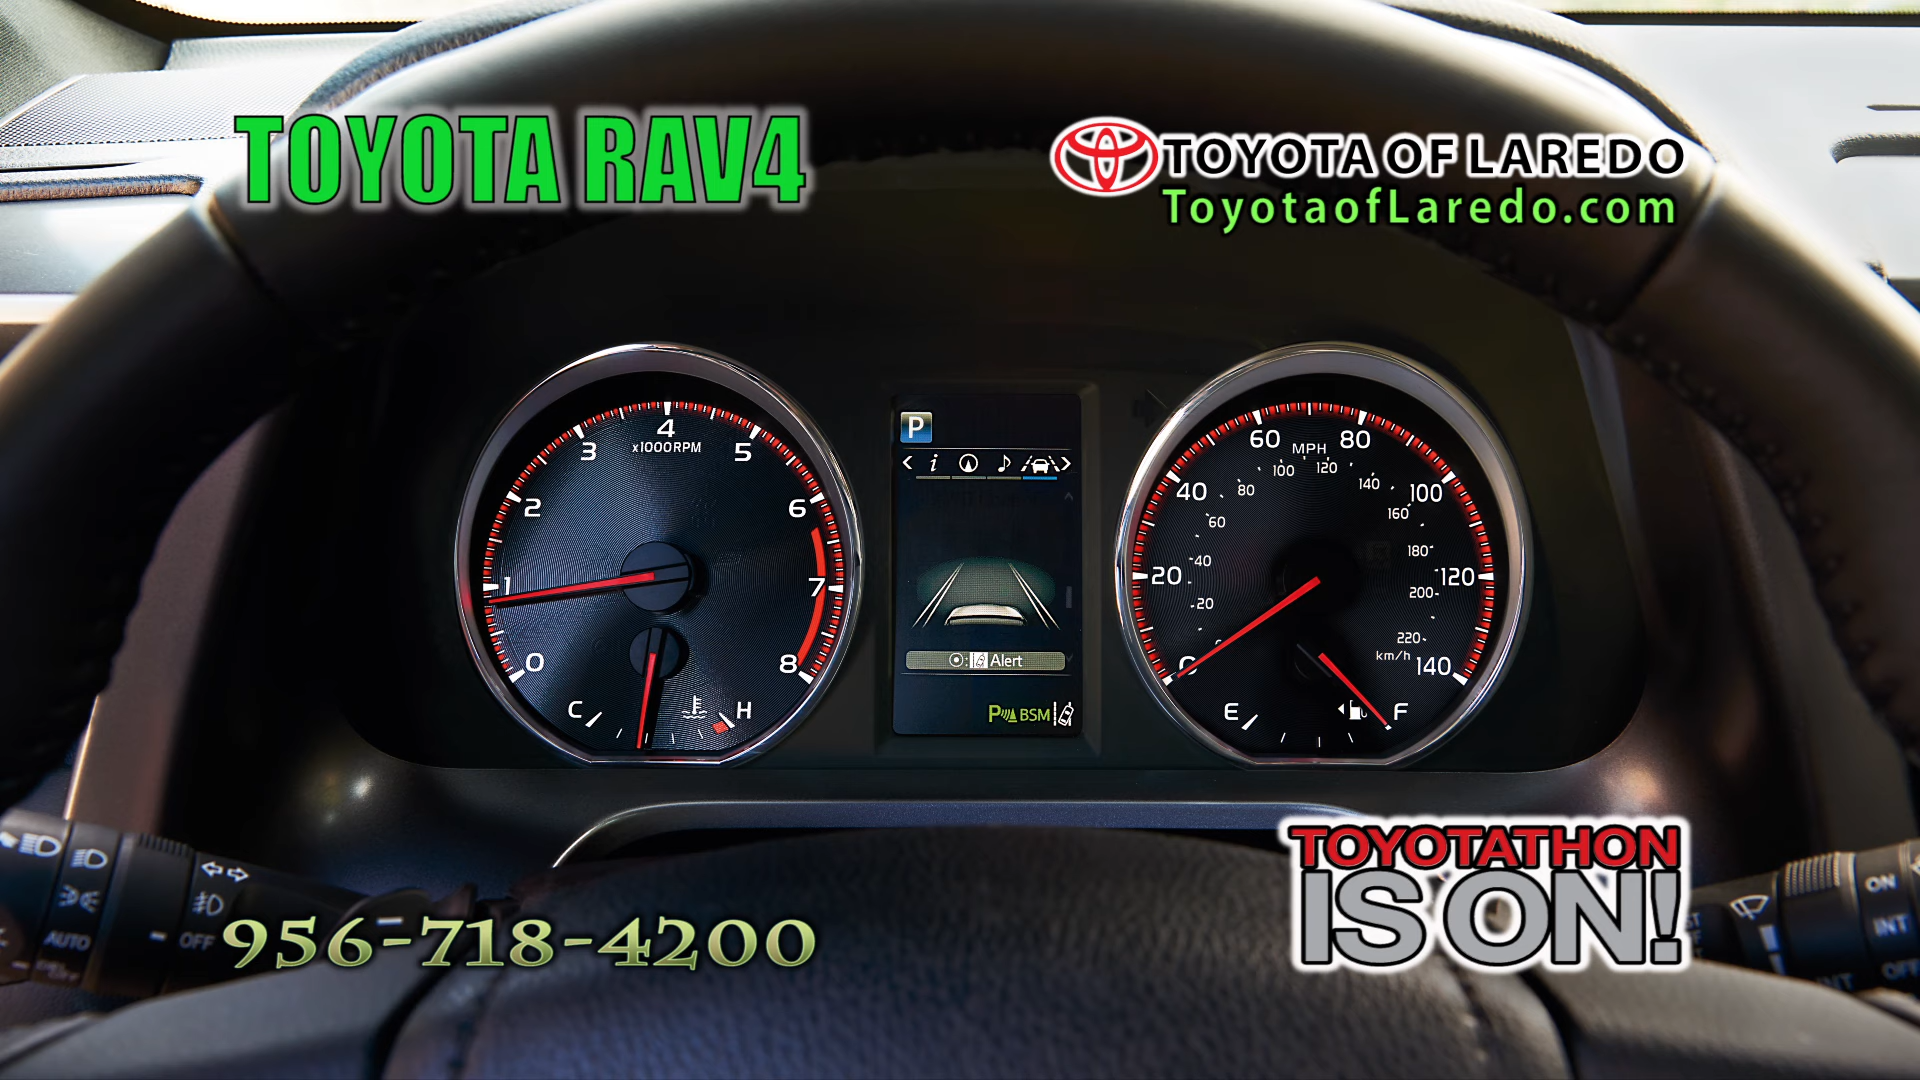 TOYOTA RAV4
TOYOTA OF LAREDO
ToyotaofLaredo.com
4
x1000RPM
3
5
2
6
1
7
0
8
C
H
P
i
Alert
P BSM
60
MPH
80
100
120
40
80
140
100
60
160
40
180
20
120
20
200
0
220
0
km/h
140
E
F
TOYOTATHON
IS ON!
956-718-4200
AUTO
OFF
ON
INT